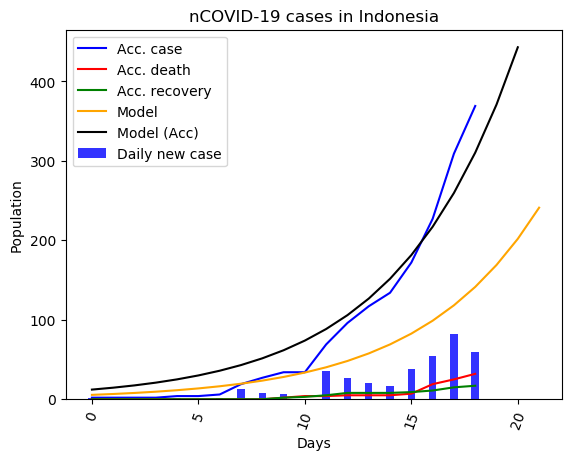 nCOVID-19 cases in Indonesia
Acc. case
Acc. death
Acc. recovery
Model
Model (Acc)
Daily new case
400
300
200
100
0
Population
0
5
10
15
20
Days